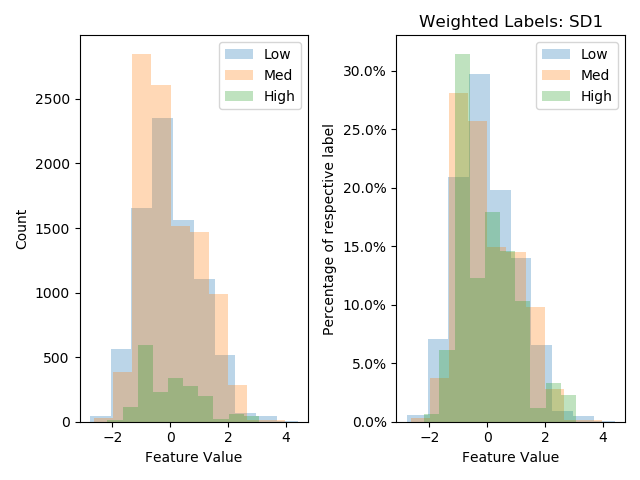 Weighted Labels: SD1
Low
Med
High
2500
2000
1500
1000
500
0
Count
−2
0
2
4
Feature Value
Low
Med
High
30.0%
25.0%
20.0%
15.0%
10.0%
5.0%
0.0%
Percentage of respective label
−2
0
2
4
Feature Value